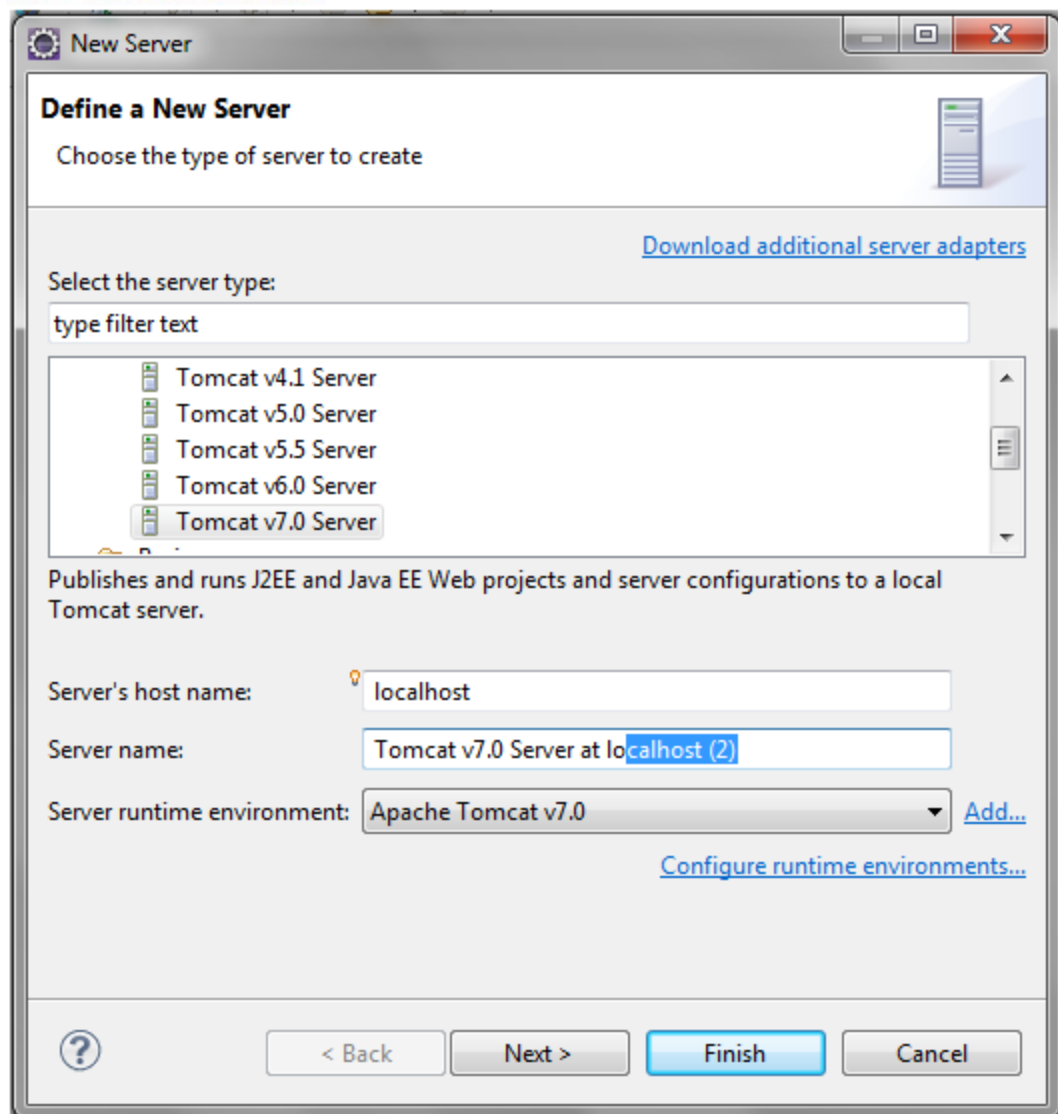 New Server
Define a New Server
Choose the type of server to create
Download additional server adapters
Select the server type:
type filter text
Tomcat v4.1 Server
Tomcat v5.0 Server
Tomcat v5.5 Server
Tomcat v6.0 Server
Tomcat v7.0 Server
Publishes and runs J2EE and Java EE Web projects and server configurations to a local
Tomcat server.
Server's host name: localhost
Server name: Tomcat v7.0 Server at localhost (2)
Server runtime environment: Apache Tomcat v7.0 Add...
Configure runtime environments...
? < Back Next > Finish Cancel